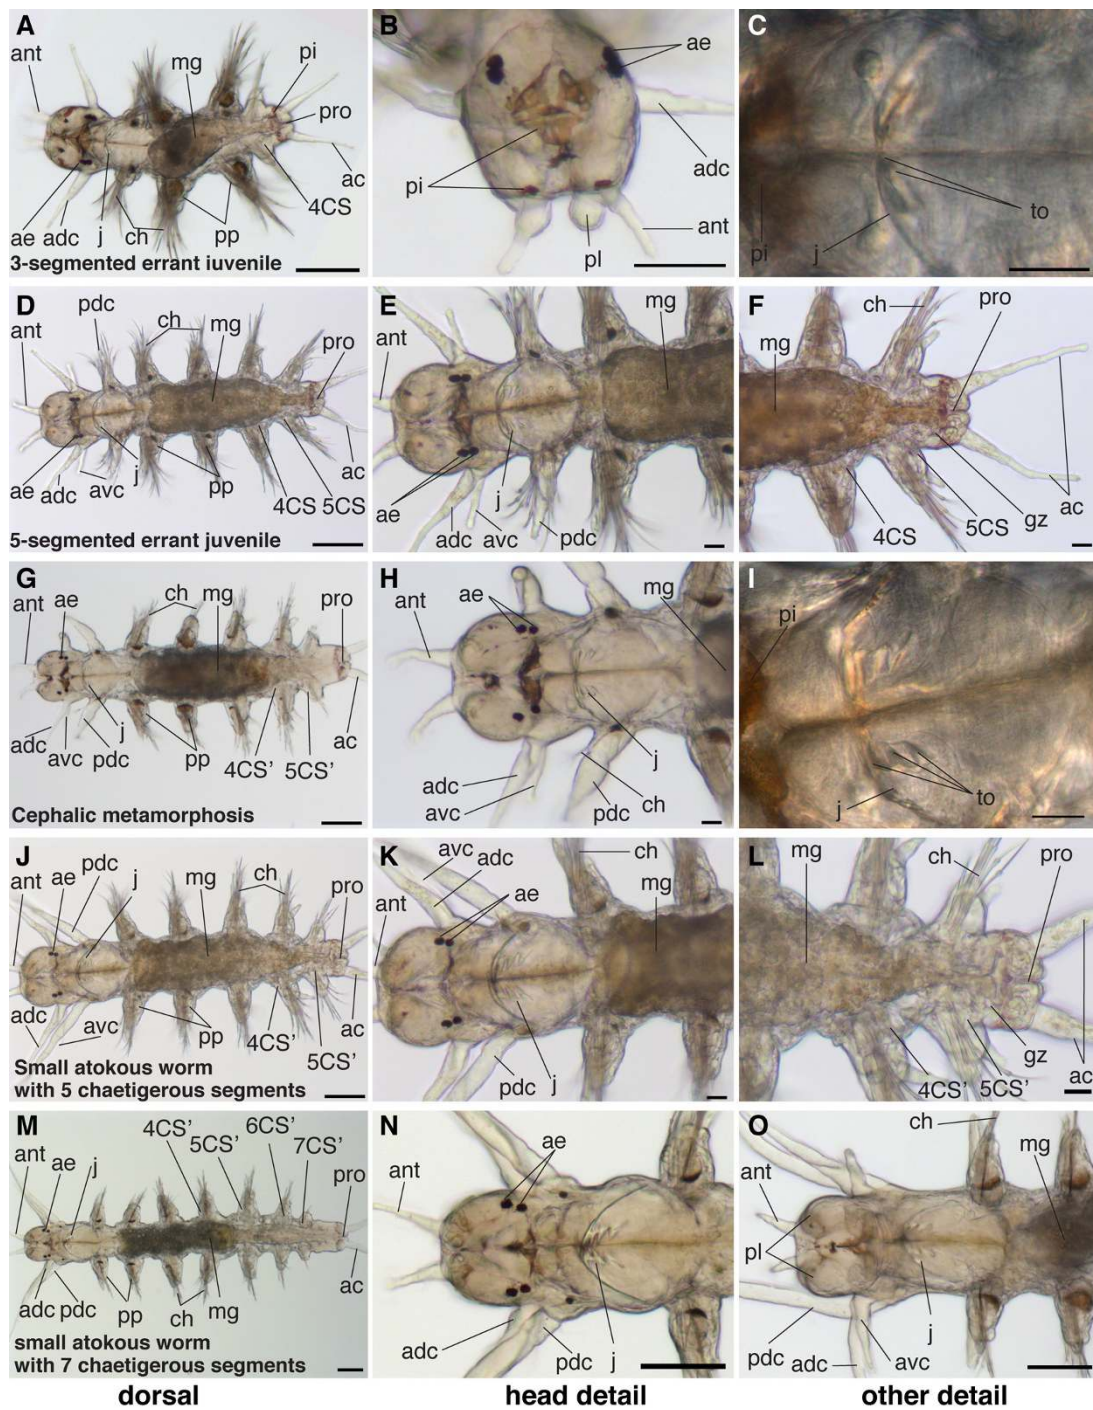 A
ant
mg
pi
pro
ac
4CS
pp
ch
j
adc
ae
3-segmented errant iuvenile
B
ae
adc
pi
pl
ant
C
to
pi
j
D
pdc
ant
ch
mg
pro
ae
adc
avc
j
pp
4CS
5CS
ac
5-segmented errant juvenile
E
ant
mg
ae
j
adc
avc
pdc
F
ch
pro
mg
4CS
5CS
gz
ac
G
ant
ae
ch
mg
pro
adc
avc
pdc
j
pp
4CS’
5CS’
ac
Cephalic metamorphosis
H
ant
ae
mg
adc
avc
pdc
ch
j
I
pi
j
to
J
ant
ae
pdc
j
mg
ch
pro
adc
avc
pp
4CS’
5CS’
ac
Small atokous worm
with 5 chaetigerous segments
K
avc
adc
ae
ant
ch
mg
pdc
j
L
mg
ch
pro
4CS’
5CS’
gz
ac
M
ant
ae
j
4CS’
5CS’
6CS’
7CS’
pro
adc
pdc
pp
ch
mg
ac
small atokous worm
with 7 chaetigerous segments
N
ant
ae
adc
pdc
j
O
ant
pl
ch
mg
pdc
adc
avc
j
dorsal
head detail
other detail